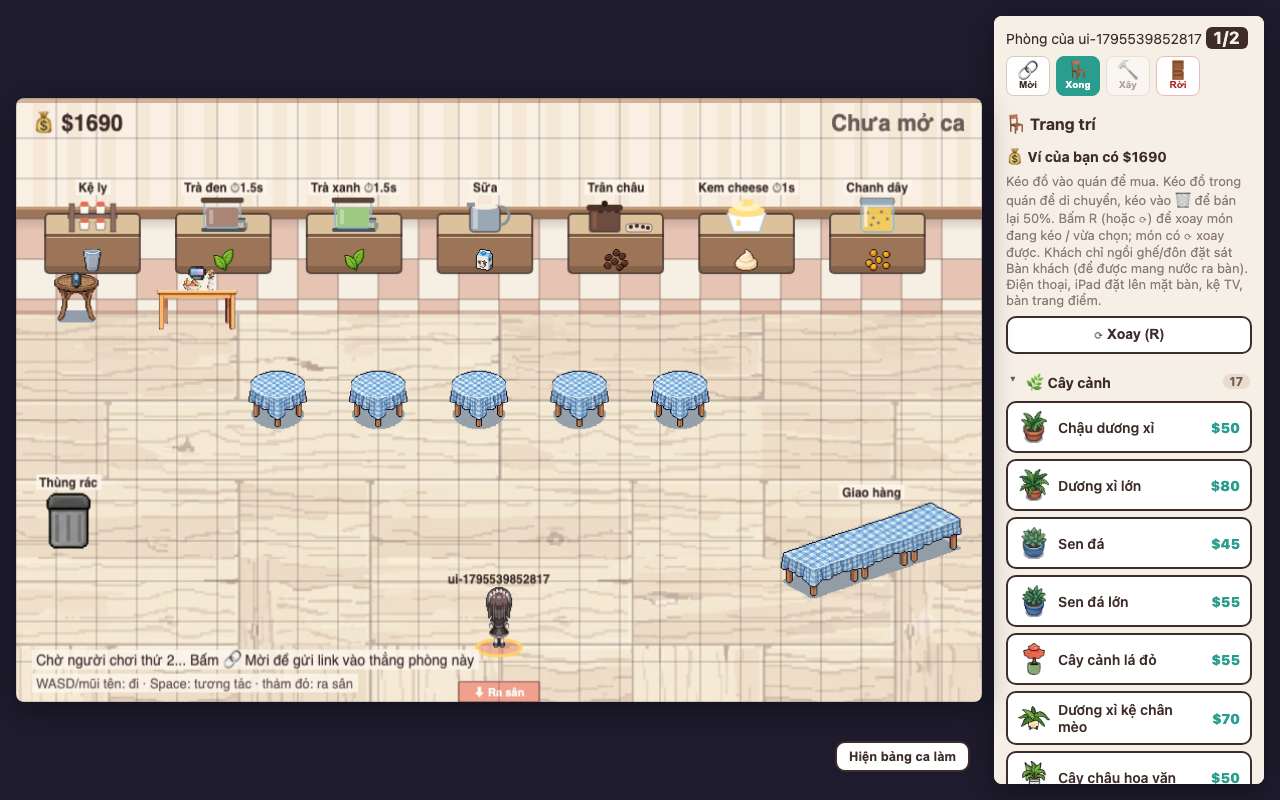 $1690
Chưa mở ca
Kệ ly
Trà đen ⏱1.5s
Trà xanh ⏱1.5s
Sữa
Trân châu
Kem cheese ⏱1s
Chanh dây
Thùng rác
Giao hàng
ui-1795539852817
Chờ người chơi thứ 2... Bấm 🔗 Mời để gửi link vào thẳng phòng này
WASD/mũi tên: đi · Space: tương tác · thảm đỏ: ra sân
⬇ Ra sân
Hiện bảng ca làm
Phòng của ui-1795539852817 1/2
Mời
Xong
Xây
Rời
Trang trí
Ví của bạn có $1690
Kéo đồ vào quán để mua. Kéo đồ trong
quán để di chuyển, kéo vào 🗑️ để bán
lại 50%. Bấm R (hoặc ⟳) để xoay món
đang kéo / vừa chọn; món có ⟳ xoay
được. Khách chỉ ngồi ghế/đôn đặt sát
Bàn khách (để được mang nước ra bàn).
Điện thoại, iPad đặt lên mặt bàn, kệ TV,
bàn trang điểm.
⟳ Xoay (R)
Cây cảnh 17
Chậu dương xỉ $50
Dương xỉ lớn $80
Sen đá $45
Sen đá lớn $55
Cây cảnh lá đỏ $55
Dương xỉ kệ chân
mèo $70
Cây chậu hoa văn $50